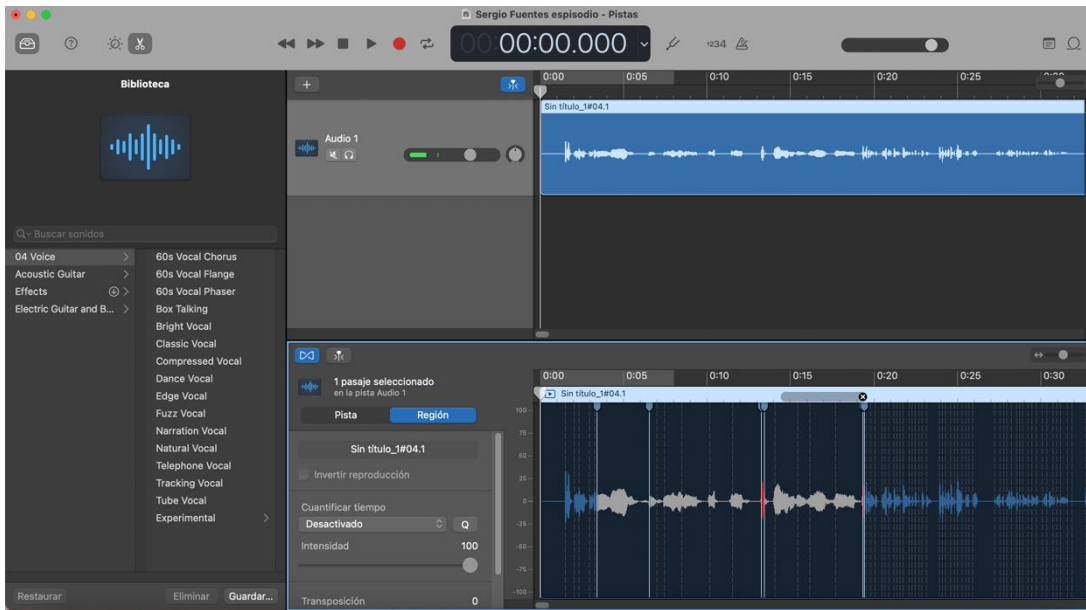 Sergio Fuentes espisodio - Pistas
00:00:00.000
1234
Biblioteca
Buscar sonidos
04 Voice
Acoustic Guitar
Effects
Electric Guitar and B...
60s Vocal Chorus
60s Vocal Flange
60s Vocal Phaser
Box Talking
Bright Vocal
Classic Vocal
Compressed Vocal
Dance Vocal
Edge Vocal
Fuzz Vocal
Narration Vocal
Natural Vocal
Telephone Vocal
Tracking Vocal
Tube Vocal
Experimental
Restaurar
Eliminar
Guardar...
0:00 0:05 0:10 0:15 0:20 0:25
Audio 1
Sin título_1#04.1
1 pasaje seleccionado
en la pista Audio 1
Pista
Región
Sin título_1#04.1
Invertir reproducción
Cuantificar tiempo
Desactivado
Q
Intensidad 100
Transposición 0
0:00 0:05 0:10 0:15 0:20 0:25 0:30
Sin título_1#04.1
100
75
50
25
0
-25
-50
-75
-100